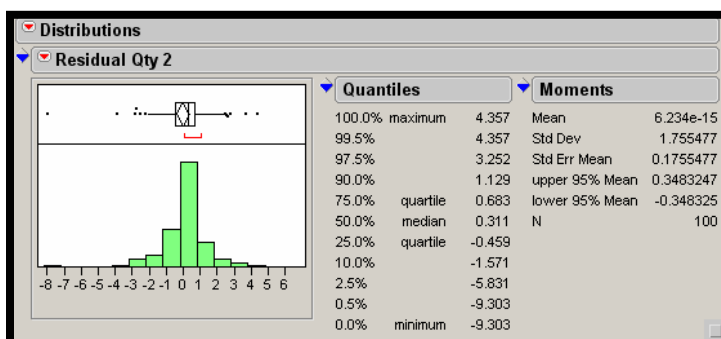 Distributions
Residual Qty 2
-8 -7 -6 -5 -4 -3 -2 -1 0 1 2 3 4 5 6
Quantiles
100.0% maximum 4.357
99.5% 4.357
97.5% 3.252
90.0% 1.129
75.0% quartile 0.683
50.0% median 0.311
25.0% quartile -0.459
10.0% -1.571
2.5% -5.831
0.5% -9.303
0.0% minimum -9.303
Moments
Mean 6.234e-15
Std Dev 1.755477
Std Err Mean 0.1755477
upper 95% Mean 0.3483247
lower 95% Mean -0.348325
N 100